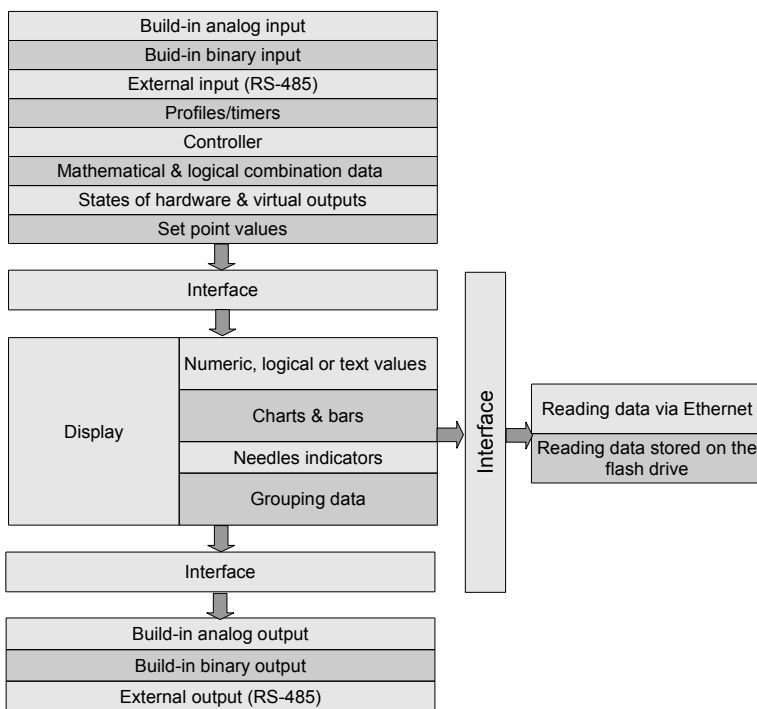 Build-in analog input
Buid-in binary input
External input (RS-485)
Profiles/timers
Controller
Mathematical & logical combination data
States of hardware & virtual outputs
Set point values
Interface
Display
Numeric, logical or text values
Charts & bars
Needles indicators
Grouping data
Interface
Reading data via Ethernet
Reading data stored on the
flash drive
Interface
Build-in analog output
Build-in binary output
External output (RS-485)